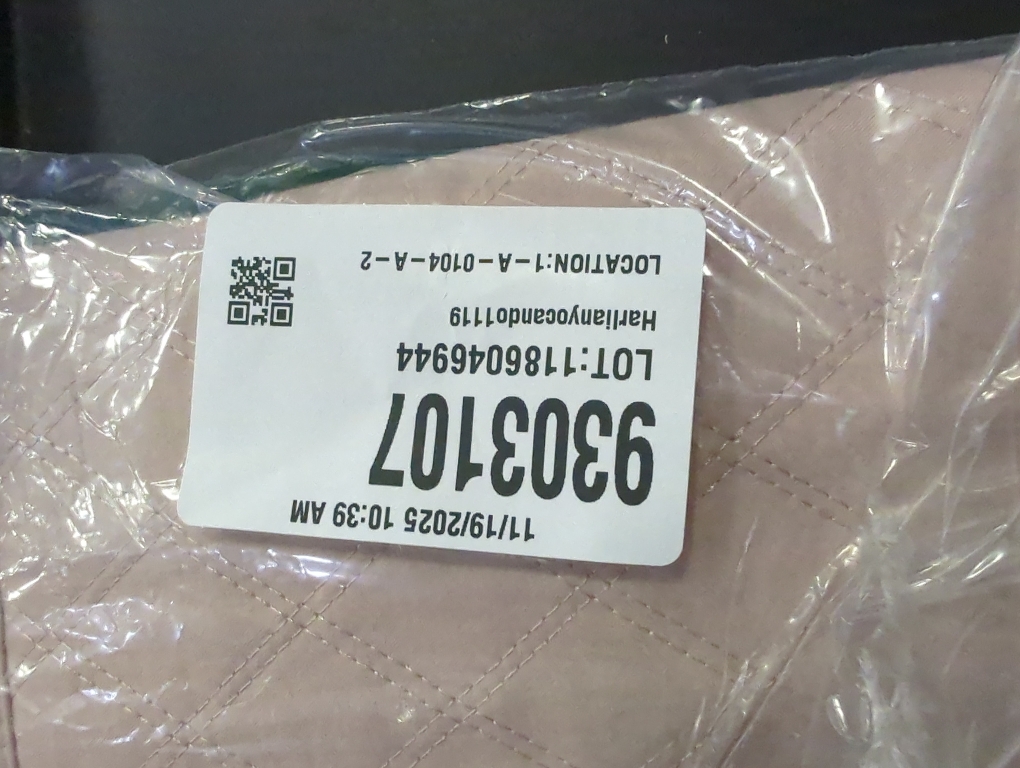 11/19/2025 10:39 AM
9303107
LOT:1186046944
Harlianyocando1119
LOCATION:1-A-0104-A-2